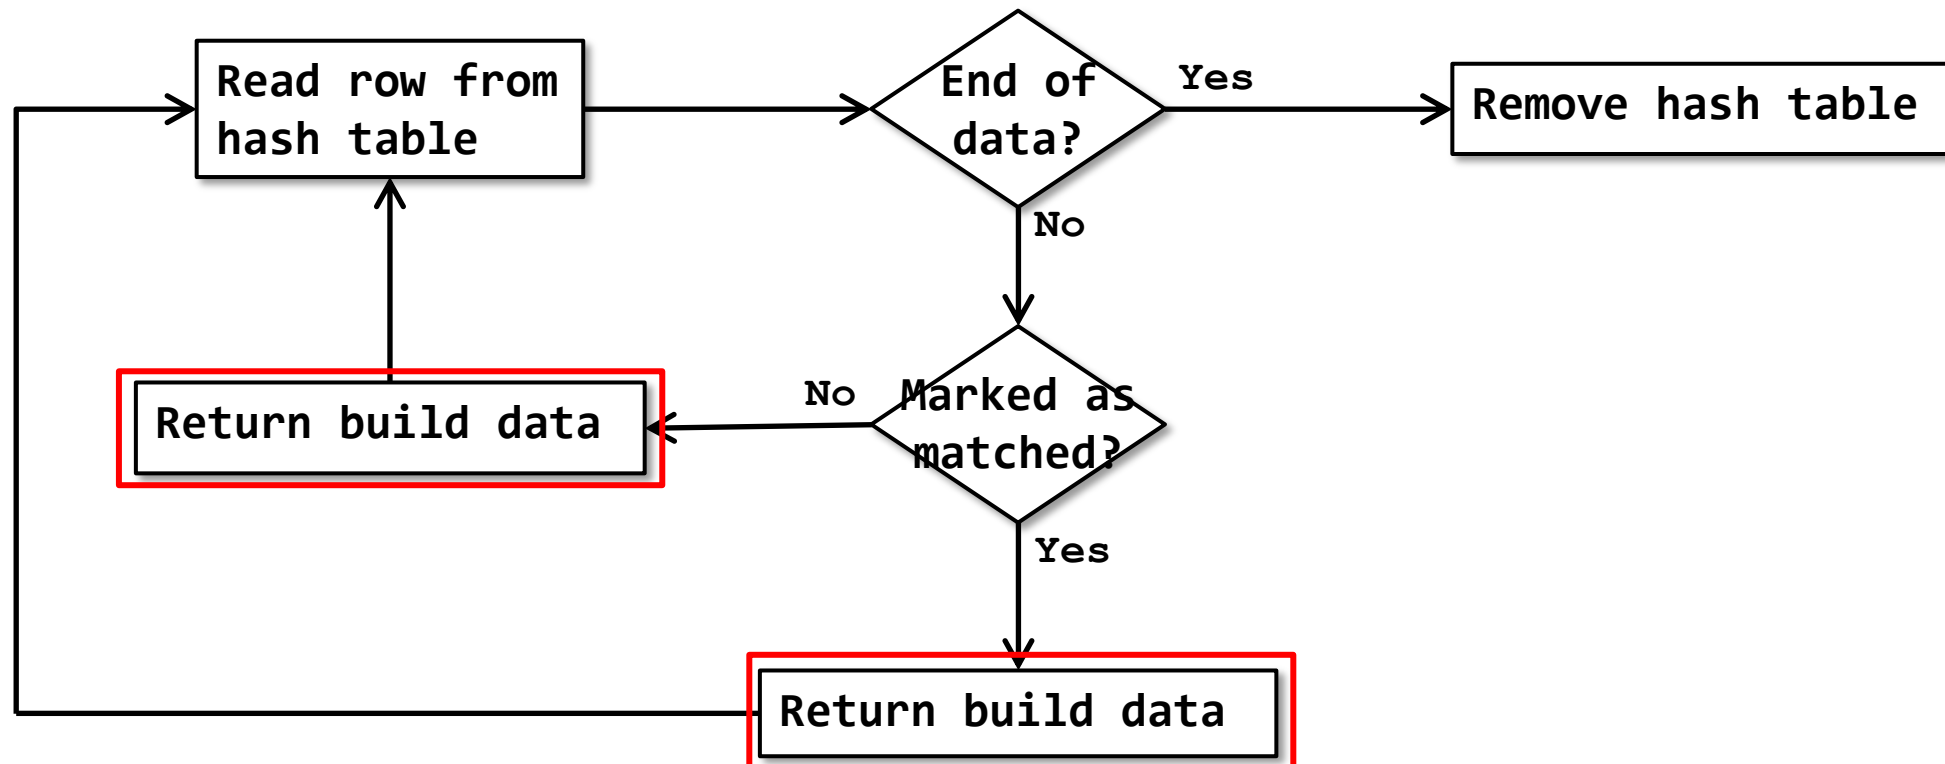 Read row from
hash table
End of
data?
Yes
Remove hash table
No
Return build data
No
Marked as
matched?
Yes
Return build data